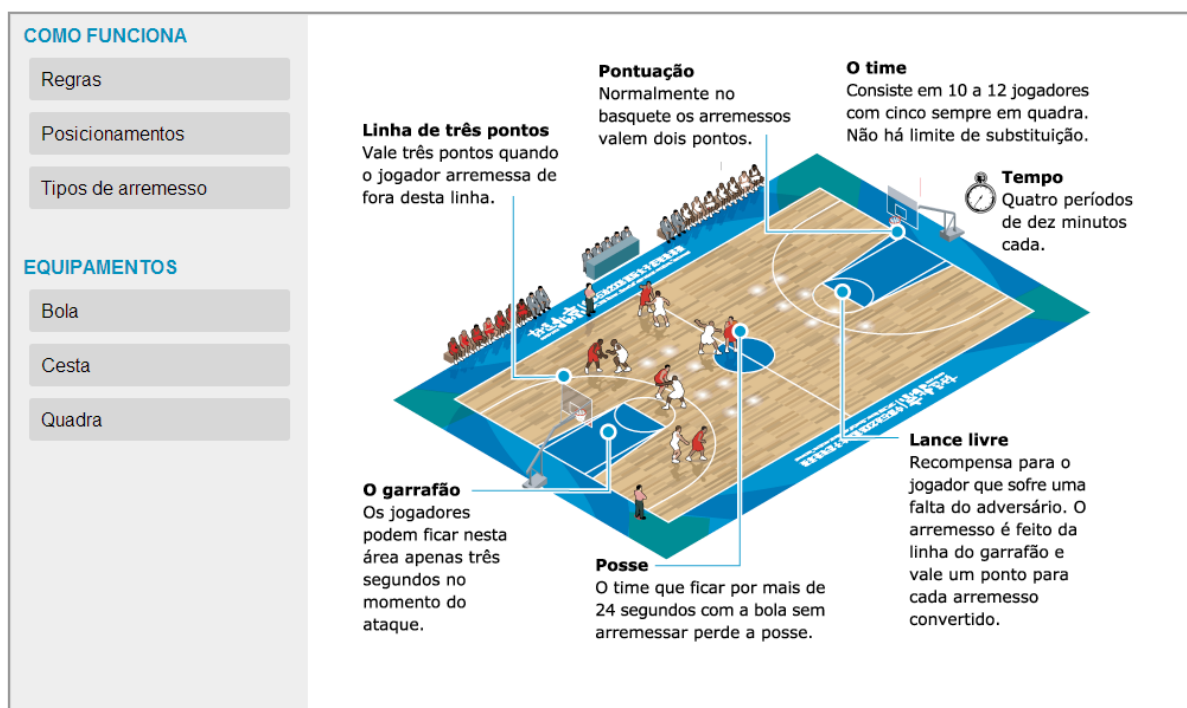 COMO FUNCIONA
Regras
Posicionamentos
Tipos de arremesso
EQUIPAMENTOS
Bola
Cesta
Quadra
Linha de três pontos
Vale três pontos quando
o jogador arremessa de
fora desta linha.
Pontuação
Normalmente no
basquete os arremessos
valem dois pontos.
O time
Consiste em 10 a 12 jogadores
com cinco sempre em quadra.
Não há limite de substituição.
Tempo
Quatro períodos
de dez minutos
cada.
O garrafão
Os jogadores
podem ficar nesta
área apenas três
segundos no
momento do
ataque.
Posse
O time que ficar por mais de
24 segundos com a bola sem
arremessar perde a posse.
Lance livre
Recompensa para o
jogador que sofre uma
falta do adversário. O
arremesso é feito da
linha do garrafão e
vale um ponto para
cada arremesso
convertido.